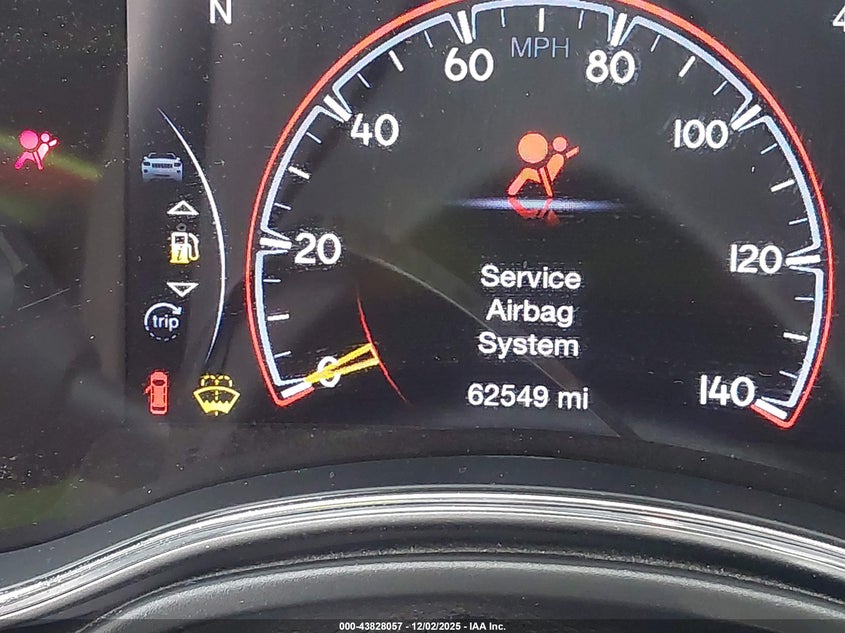 N
4
MPH
60
80
40
100
20
120
trip
Service
Airbag
System
0
140
62549 mi
000-43828057 - 12/02/2025 - IAA Inc.